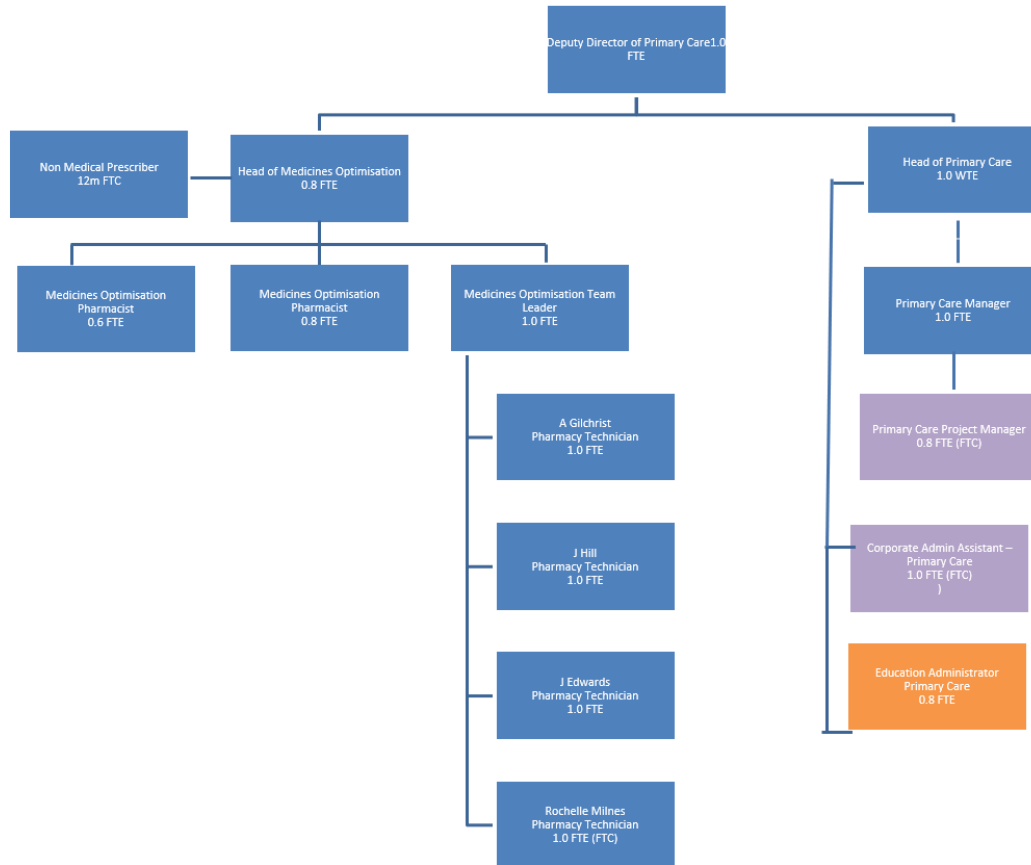 Deputy Director of Primary Care1.0
FTE
Non Medical Prescriber
12m FTC
Head of Medicines Optimisation
0.8 FTE
Head of Primary Care
1.0 WTE
Medicines Optimisation
Pharmacist
0.6 FTE
Medicines Optimisation
Pharmacist
0.8 FTE
Medicines Optimisation Team
Leader
1.0 FTE
Primary Care Manager
1.0 FTE
A Gilchrist
Pharmacy Technician
1.0 FTE
Primary Care Project Manager
0.8 FTE (FTC)
J Hill
Pharmacy Technician
1.0 FTE
Corporate Admin Assistant –
Primary Care
1.0 FTE (FTC)
)
J Edwards
Pharmacy Technician
1.0 FTE
Education Administrator
Primary Care
0.8 FTE
Rochelle Milnes
Pharmacy Technician
1.0 FTE (FTC)